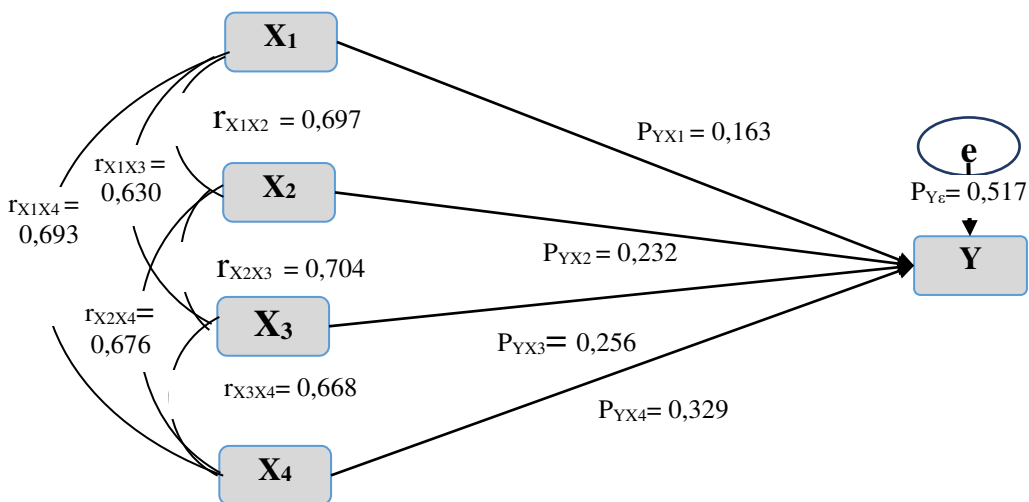 X1
rX1X2 = 0,697
PYX1 = 0,163
e
rX1X3 =
0,630
X2
PYε = 0,517
rX1X4 =
0,693
PYX2 = 0,232
Y
rX2X3 = 0,704
rX2X4=
0,676
X3
PYX3= 0,256
rX3X4= 0,668
PYX4= 0,329
X4